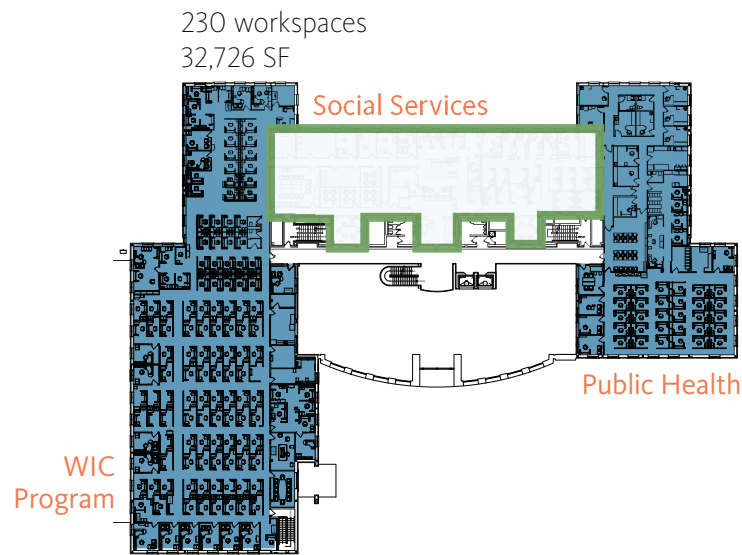 230 workspaces
32,726 SF
Social Services
Public Health
WIC
Program